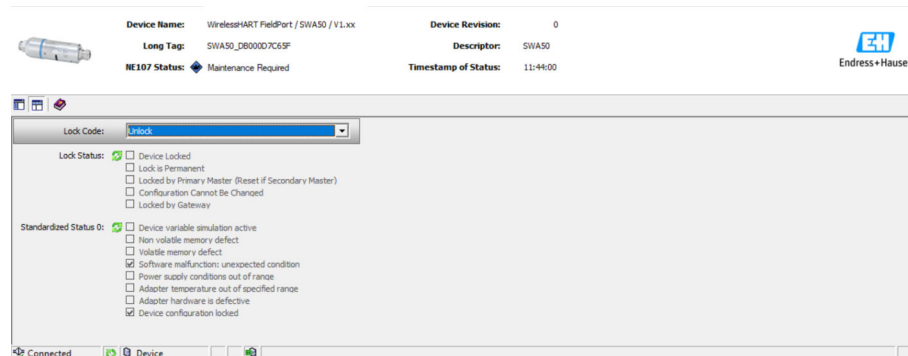 Device Name: WirelessHART FieldPort / SWA50 / V1.xx Device Revision: 0
Long Tag: SWA50_DB000D7C65F Descriptor: SWA50
NE107 Status: Maintenance Required Timestamp of Status: 11:44:00
EH
Endress+Hause
Lock Code: Unlock
Lock Status: Device Locked
Lock is Permanent
Locked by Primary Master (Reset if Secondary Master)
Configuration Cannot Be Changed
Locked by Gateway
Standardized Status 0: Device variable simulation active
Non volatile memory defect
Volatile memory defect
Software malfunction: unexpected condition
Power supply conditions out of range
Adapter temperature out of specified range
Adapter hardware is defective
Device configuration locked
Connected Device